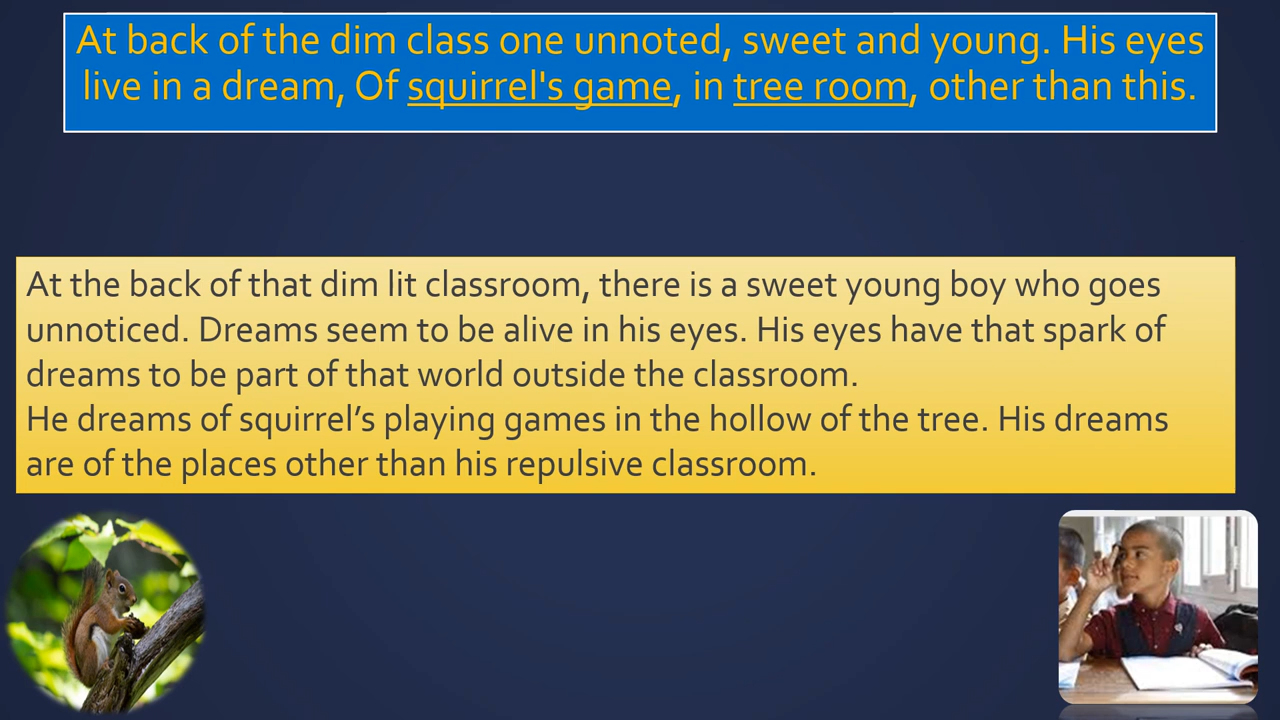 At back of the dim class one unnoted, sweet and young. His eyes
live in a dream, Of squirrel's game, in tree room, other than this.
At the back of that dim lit classroom, there is a sweet young boy who goes
unnoticed. Dreams seem to be alive in his eyes. His eyes have that spark of
dreams to be part of that world outside the classroom.
He dreams of squirrel’s playing games in the hollow of the tree. His dreams
are of the places other than his repulsive classroom.